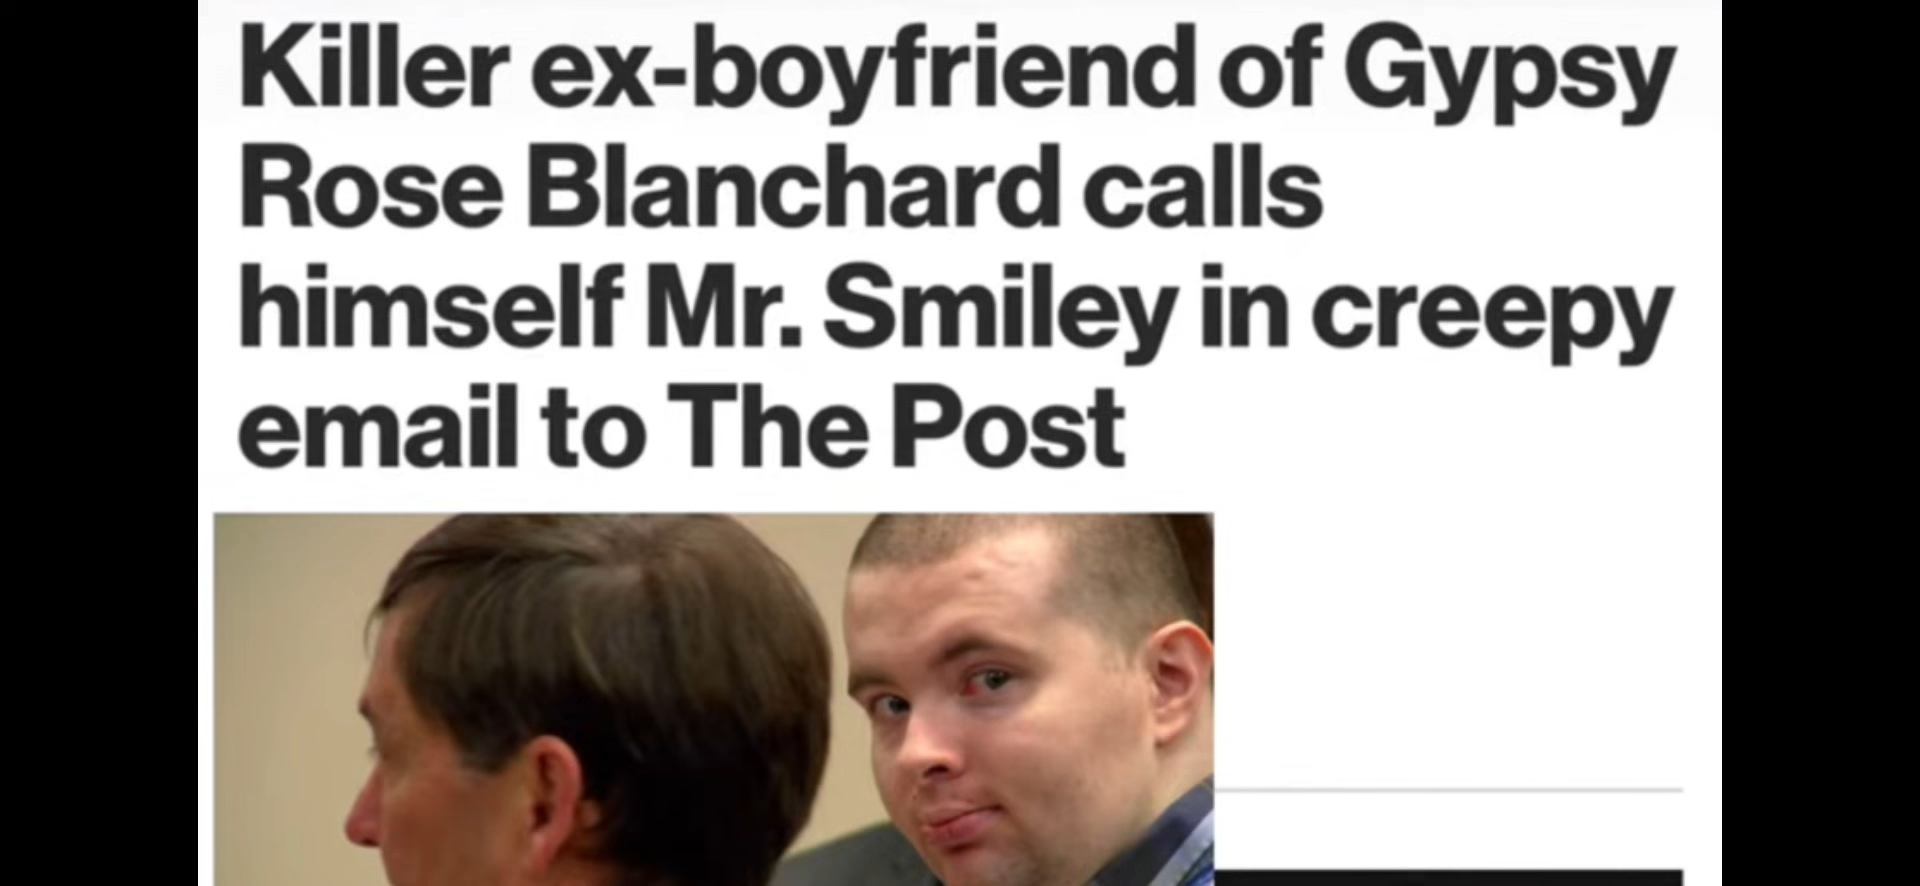 Killer ex-boyfriend of Gypsy
Rose Blanchard calls
himself Mr. Smiley in creepy
email to The Post